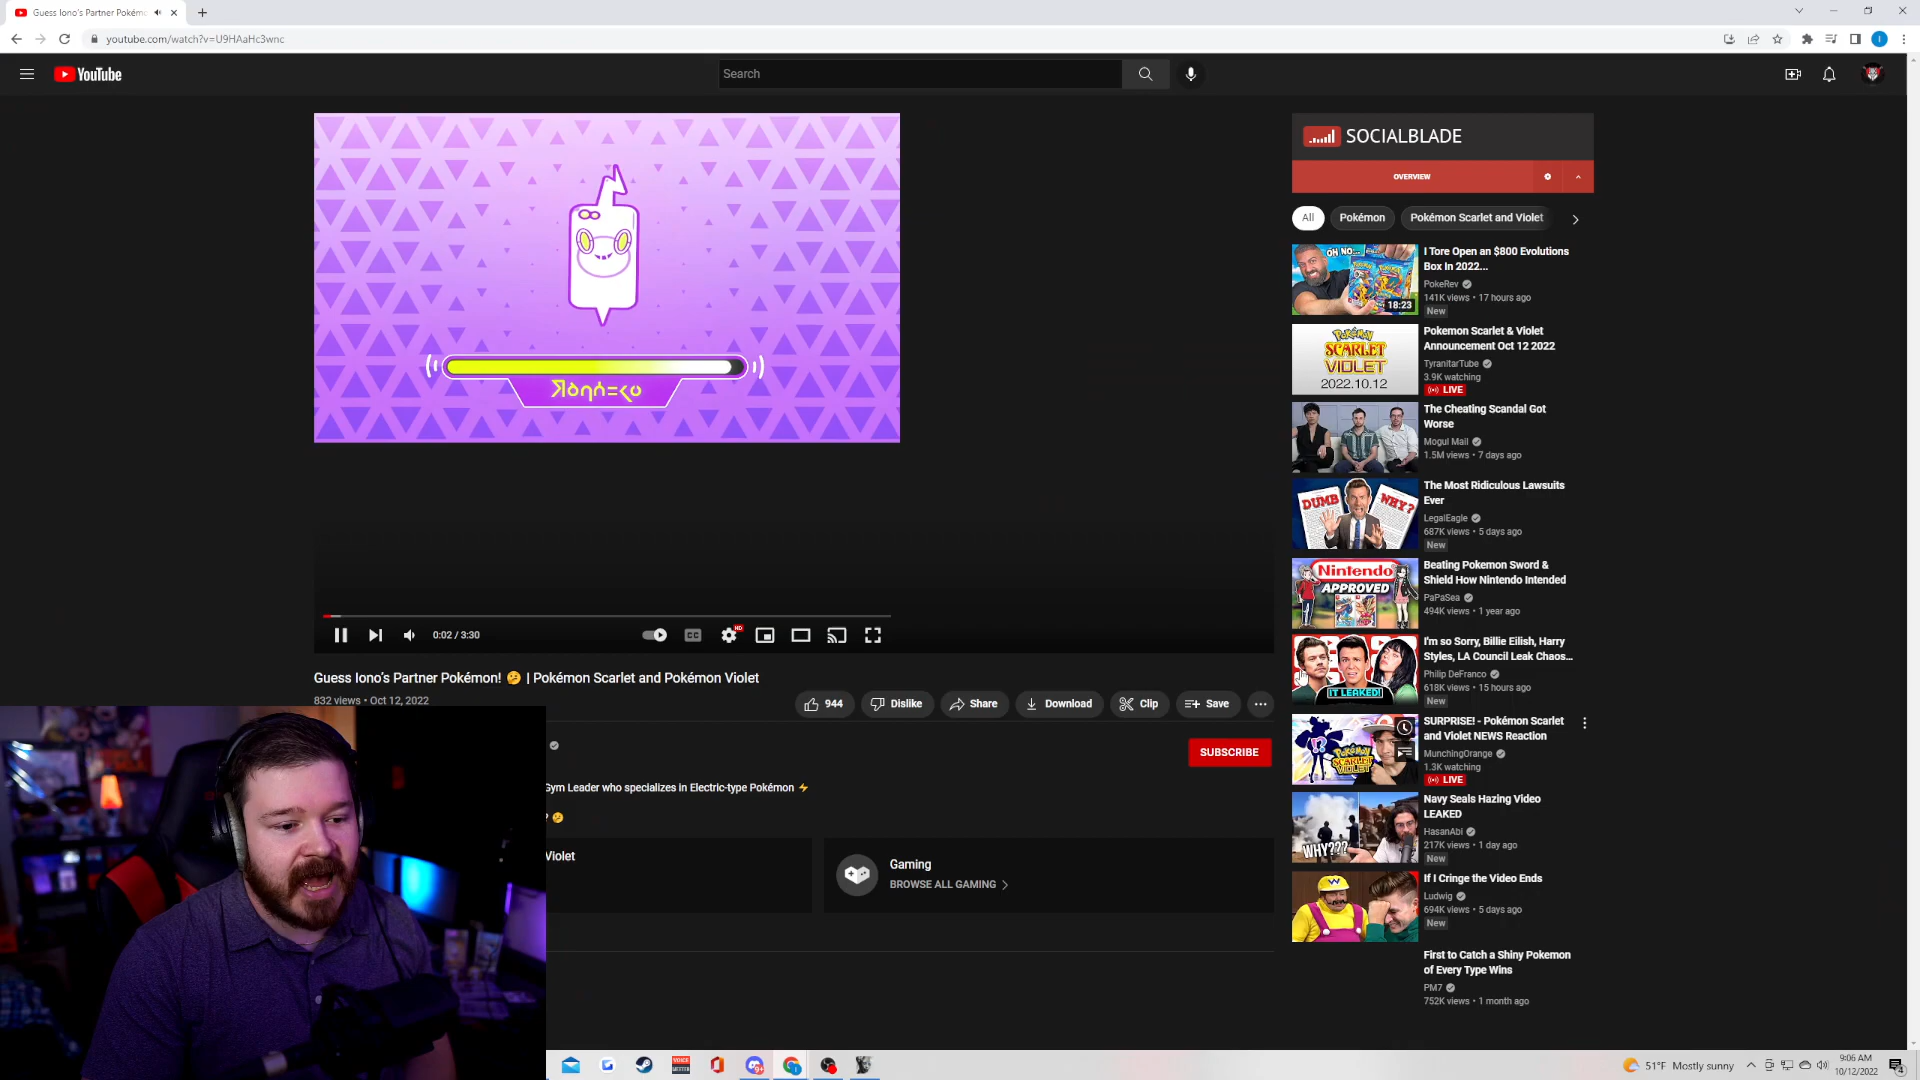 Guess Iono's Partner Pokémo
youtube.com/watch?v=U9HAaHc3wnc
YouTube
Search
0:02 / 3:30
CC
HD
Guess Iono's Partner Pokémon! 🤔 | Pokémon Scarlet and Pokémon Violet
832 views • Oct 12, 2022
944
Dislike
Share
Download
Clip
Save
SUBSCRIBE
Gym Leader who specializes in Electric-type Pokémon ⚡
? 🤔
Violet
Gaming
BROWSE ALL GAMING
SOCIALBLADE
OVERVIEW
All
Pokémon
Pokémon Scarlet and Violet
OH NO...
18:23
I Tore Open an $800 Evolutions
Box In 2022...
PokeRev
141K views • 17 hours ago
New
Pokémon
SCARLET
VIOLET
2022.10.12
Pokemon Scarlet & Violet
Announcement Oct 12 2022
TyranitarTube
3.9K watching
LIVE
The Cheating Scandal Got
Worse
Mogul Mail
1.5M views • 7 days ago
DUMB
WHY?
The Most Ridiculous Lawsuits
Ever
LegalEagle
687K views • 5 days ago
New
Nintendo
APPROVED
Beating Pokemon Sword &
Shield How Nintendo Intended
PaPaSea
494K views • 1 year ago
IT LEAKED!
I'm so Sorry, Billie Eilish, Harry
Styles, LA Council Leak Chaos...
Philip DeFranco
618K views • 15 hours ago
New
!?
POKÉMON
SCARLET
VIOLET
SURPRISE! - Pokémon Scarlet
and Violet NEWS Reaction
MunchingOrange
1.3K watching
LIVE
WHY???
Navy Seals Hazing Video
LEAKED
HasanAbi
217K views • 1 day ago
New
W
If I Cringe the Video Ends
Ludwig
694K views • 5 days ago
New
First to Catch a Shiny Pokemon
of Every Type Wins
PM7
752K views • 1 month ago
51°F Mostly sunny
9:06 AM
10/12/2022
4